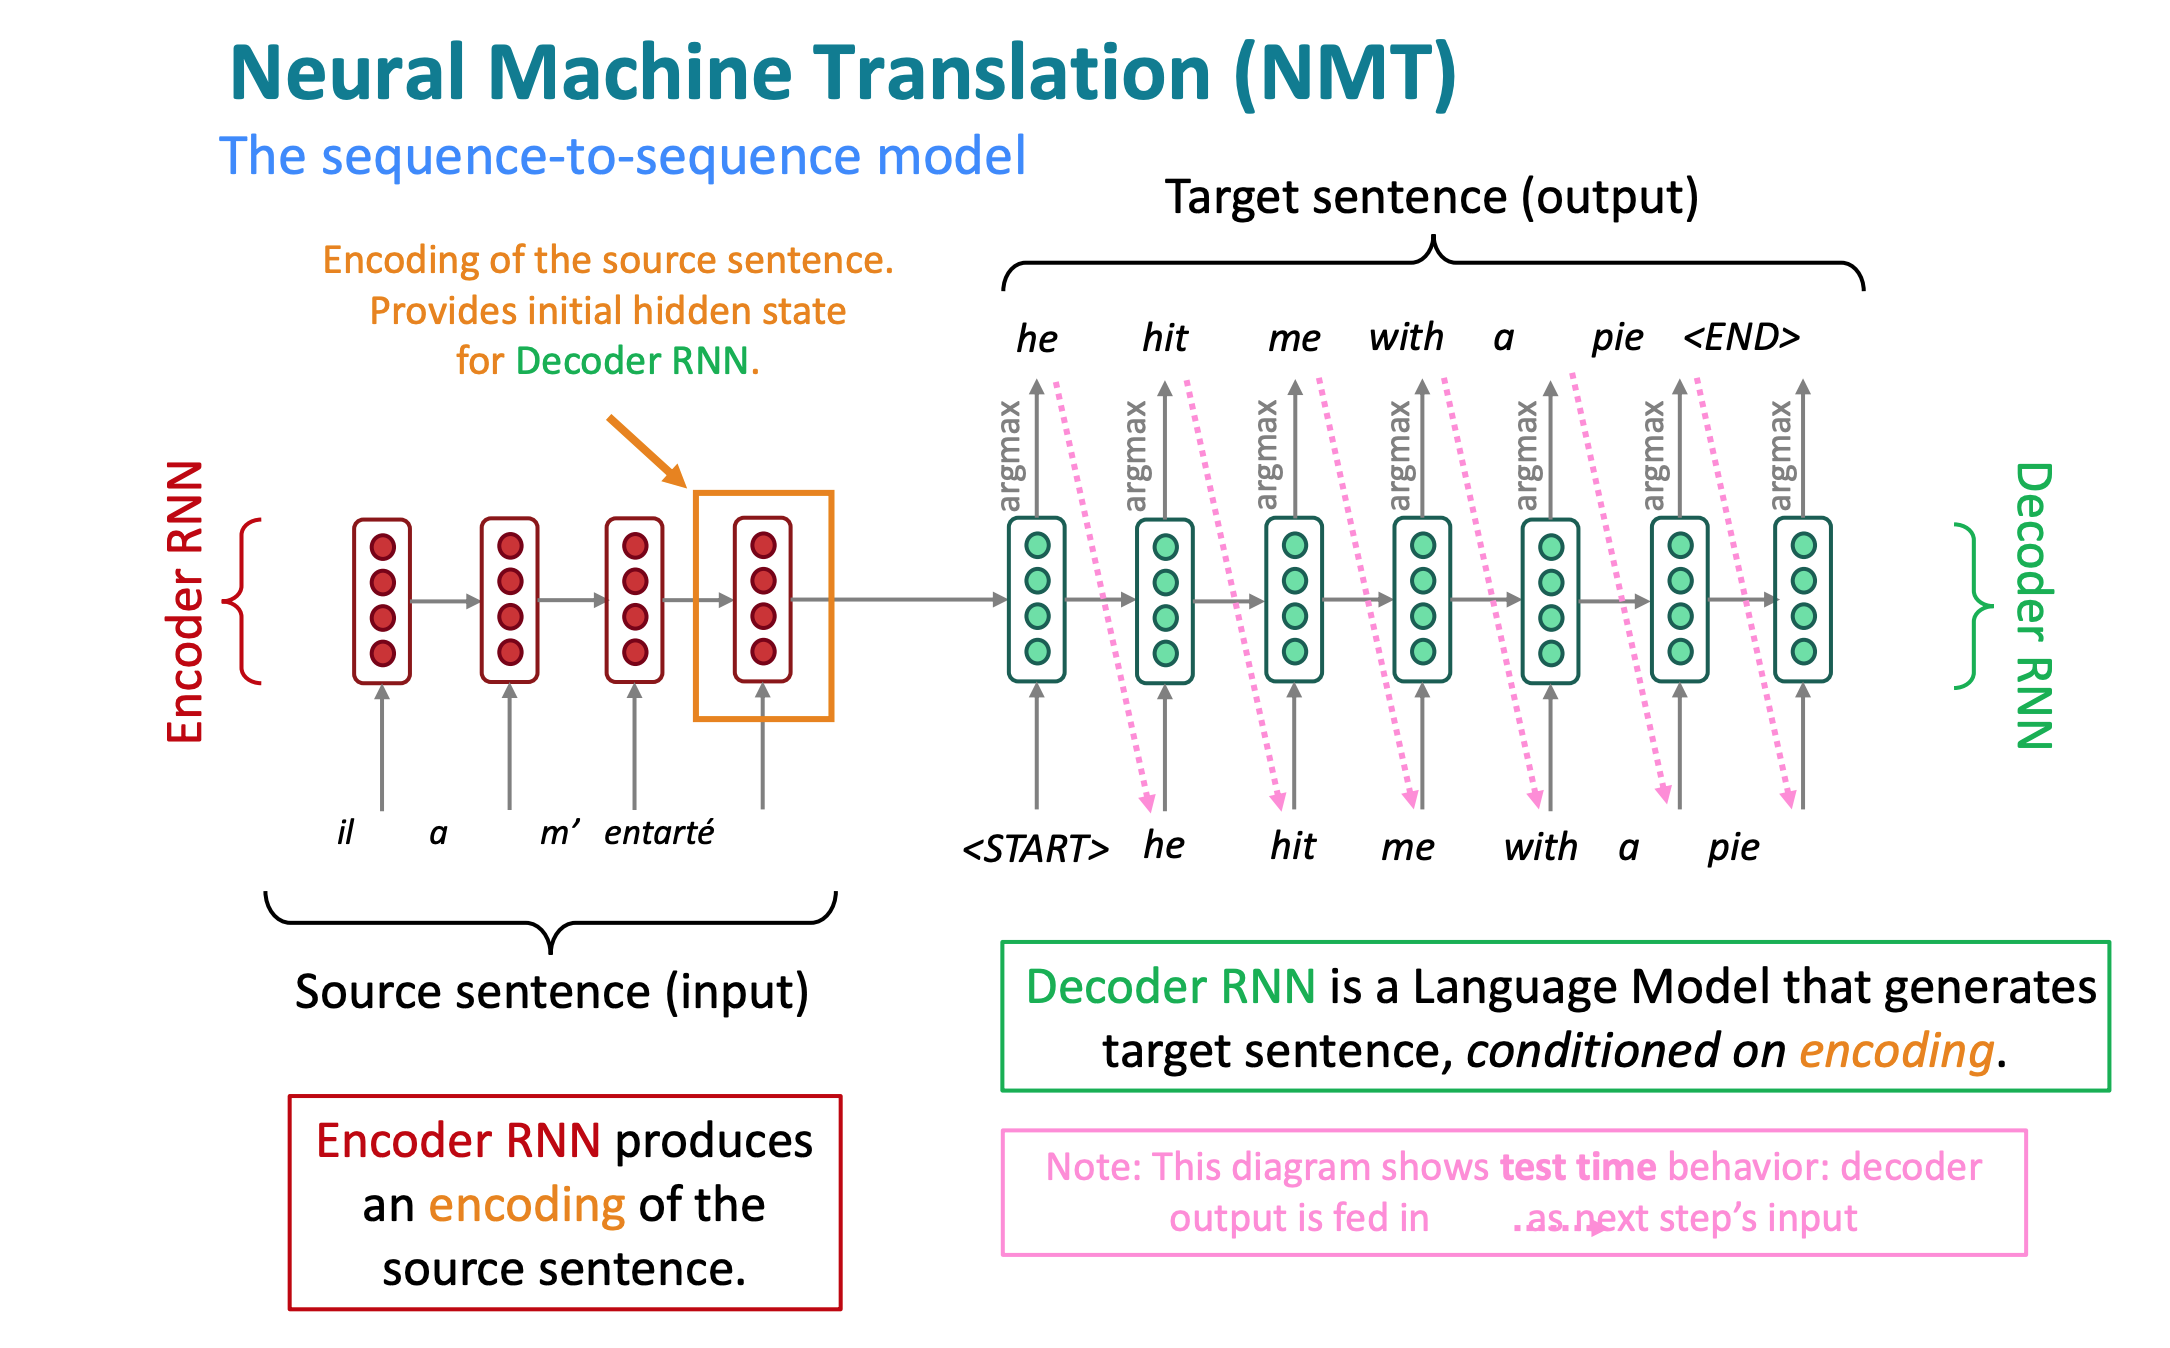 Neural Machine Translation (NMT)
The sequence-to-sequence model
Target sentence (output)
Encoding of the source sentence.
Provides initial hidden state
for Decoder RNN.
he hit me with a pie <END>
argmax argmax argmax argmax argmax argmax argmax
Encoder RNN
Decoder RNN
il a m’ entarté
<START> he hit me with a pie
Source sentence (input)
Decoder RNN is a Language Model that generates
target sentence, conditioned on encoding.
Encoder RNN produces
an encoding of the
source sentence.
Note: This diagram shows test time behavior: decoder
output is fed in as next step’s input